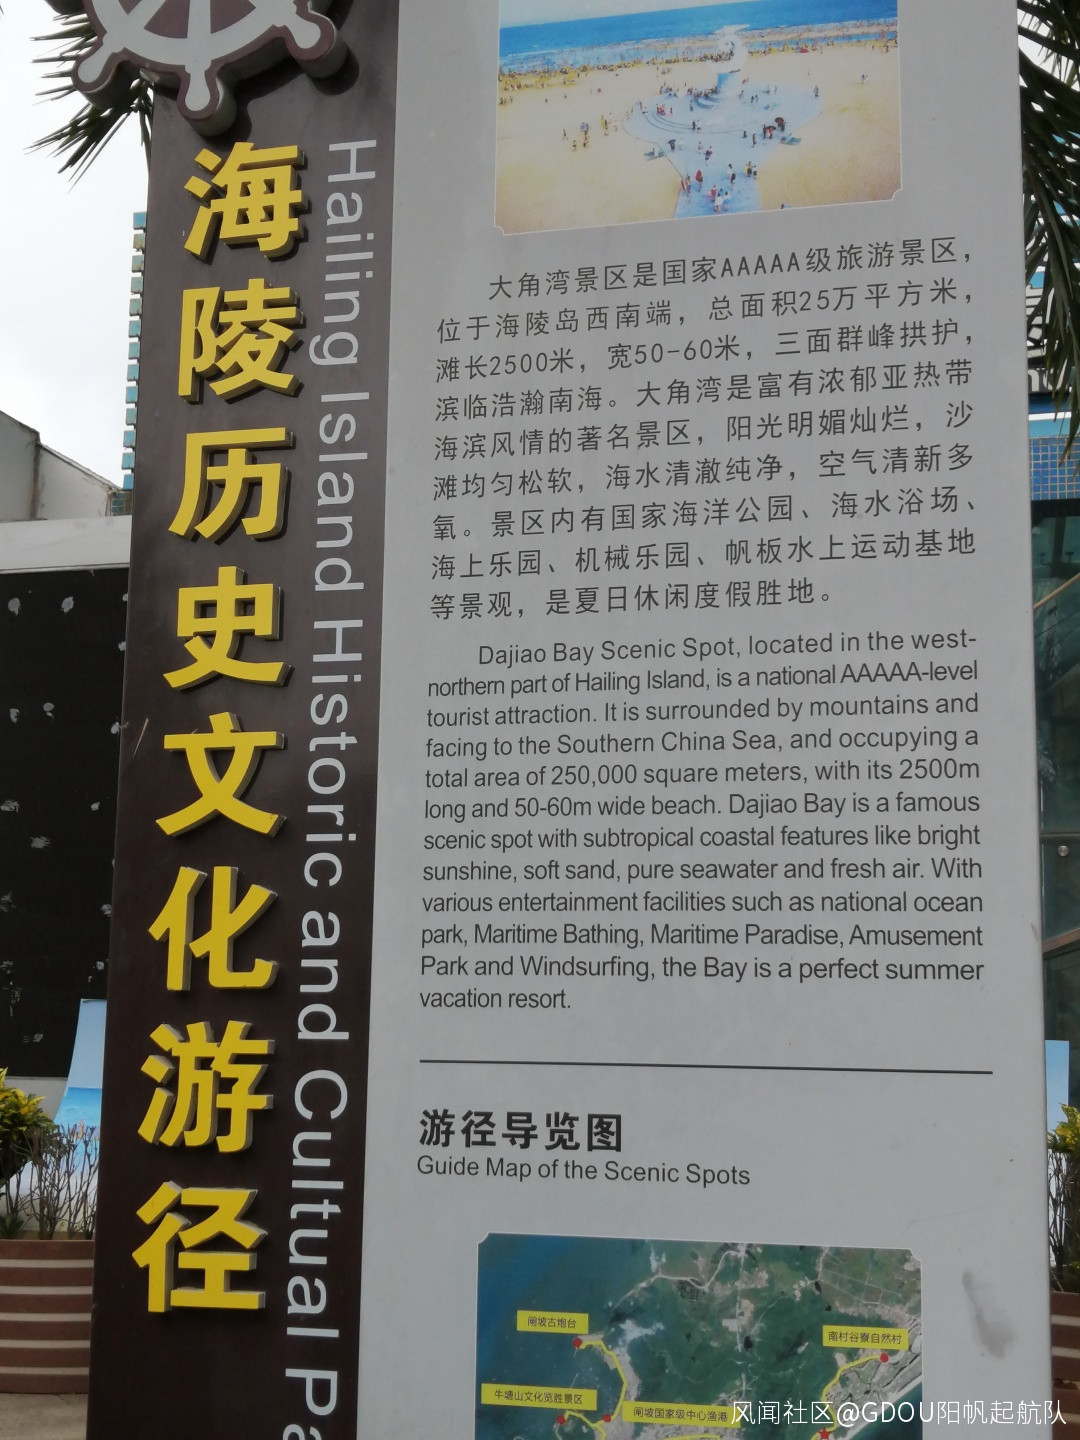 海陵历史文化游径
Hailing Island Historic and Cultural Pa
大角湾景区是国家AAAAA级旅游景区，
位于海陵岛西南端，总面积25万平方米，
滩长2500米，宽50-60米，三面群峰拱护，
滨临浩瀚南海。大角湾是富有浓郁亚热带
海滨风情的著名景区，阳光明媚灿烂，沙
滩均匀松软，海水清澈纯净，空气清新多
氧。景区内有国家海洋公园、海水浴场、
海上乐园、机械乐园、帆板水上运动基地
等景观，是夏日休闲度假胜地。
Dajiao Bay Scenic Spot, located in the west-
northern part of Hailing Island, is a national AAAAA-level
tourist attraction. It is surrounded by mountains and
facing to the Southern China Sea, and occupying a
total area of 250,000 square meters, with its 2500m
long and 50-60m wide beach. Dajiao Bay is a famous
scenic spot with subtropical coastal features like bright
sunshine, soft sand, pure seawater and fresh air. With
various entertainment facilities such as national ocean
park, Maritime Bathing, Maritime Paradise, Amusement
Park and Windsurfing, the Bay is a perfect summer
vacation resort.
游径导览图
Guide Map of the Scenic Spots
闸坡古炮台
南村谷寮自然村
牛塘山文化览胜景区
闸坡国家级中心渔港
风闻社区@GDOU阳帆起航队